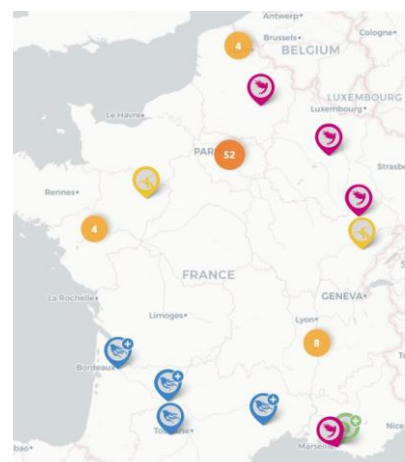 Antwerp
Brussels
Cologne
4
BELGIUM
LUXEMBOURG
Luxembourg
Le Havre
PAR
52
Strasb
Rennes
4
FRANCE
La Rochelle
GENEVA
Limoges
Lyon
8
Bordeaux
Nice
Marseille
bao